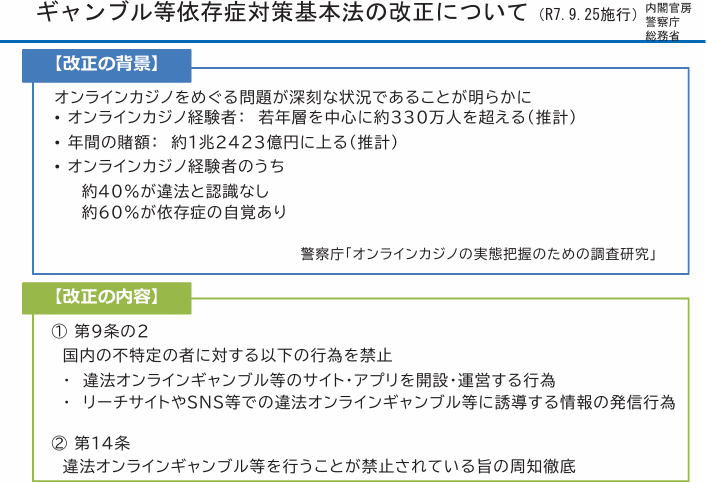 ギャンブル等依存症対策基本法の改正について（R7.9.25施行）
内閣官房
警察庁
総務省
【改正の背景】
オンラインカジノをめぐる問題が深刻な状況であることが明らかに
・オンラインカジノ経験者：　若年層を中心に約３３０万人を超える（推計）
・年間の賭額：　約１兆２４２３億円に上る（推計）
・オンラインカジノ経験者のうち
約４０％が違法と認識なし
約６０％が依存症の自覚あり
警察庁「オンラインカジノの実態把握のための調査研究」
【改正の内容】
① 第９条の２
国内の不特定の者に対する以下の行為を禁止
・　違法オンラインギャンブル等のサイト・アプリを開設・運営する行為
・　リーチサイトやSNS等での違法オンラインギャンブル等に誘導する情報の発信行為
② 第１４条
違法オンラインギャンブル等を行うことが禁止されている旨の周知徹底